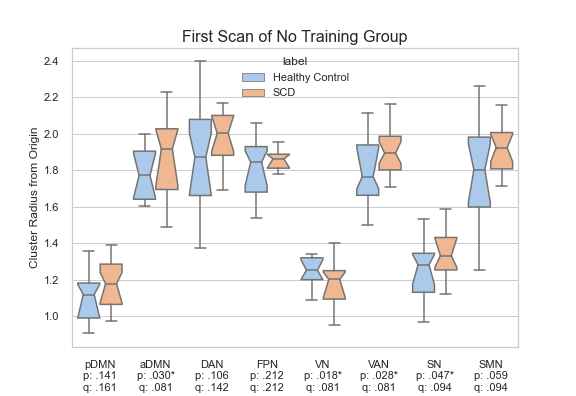 First Scan of No Training Group
label
Healthy Control
SCD
Cluster Radius from Origin
2.4
2.2
2.0
1.8
1.6
1.4
1.2
1.0
pDMN aDMN DAN FPN VN VAN SN SMN
p: .141 p: .030* p: .106 p: .212 p: .018* p: .028* p: .047* p: .059
q: .161 q: .081 q: .142 q: .212 q: .081 q: .081 q: .094 q: .094